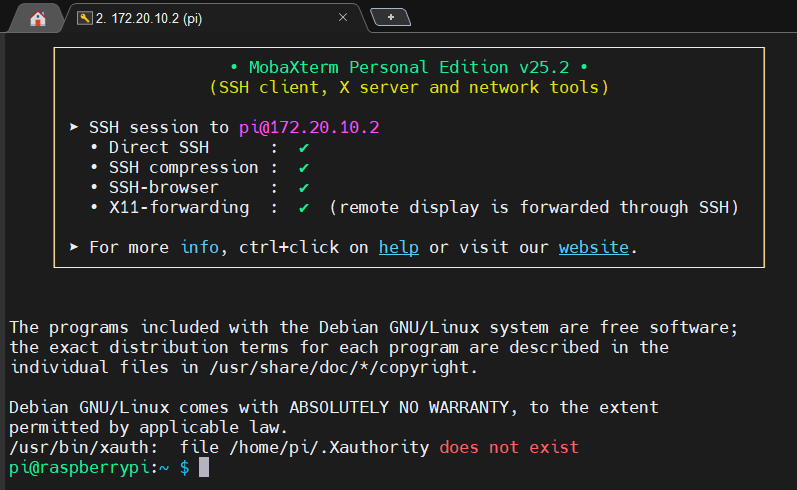 2. 172.20.10.2 (pi)
• MobaXterm Personal Edition v25.2 •
(SSH client, X server and network tools)
➤ SSH session to pi@172.20.10.2
• Direct SSH      :  ✔
• SSH compression :  ✔
• SSH-browser     :  ✔
• X11-forwarding  :  ✔  (remote display is forwarded through SSH)
➤ For more info, ctrl+click on help or visit our website.
The programs included with the Debian GNU/Linux system are free software;
the exact distribution terms for each program are described in the
individual files in /usr/share/doc/*/copyright.
Debian GNU/Linux comes with ABSOLUTELY NO WARRANTY, to the extent
permitted by applicable law.
/usr/bin/xauth:  file /home/pi/.Xauthority does not exist
pi@raspberrypi:~ $